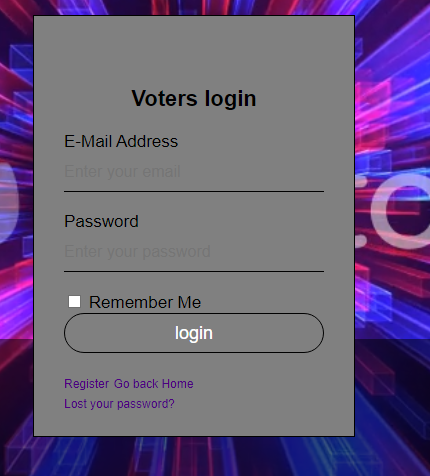 Voters login
E-Mail Address
Enter your email
Password
Enter your password
Remember Me
login
Register Go back Home
Lost your password?